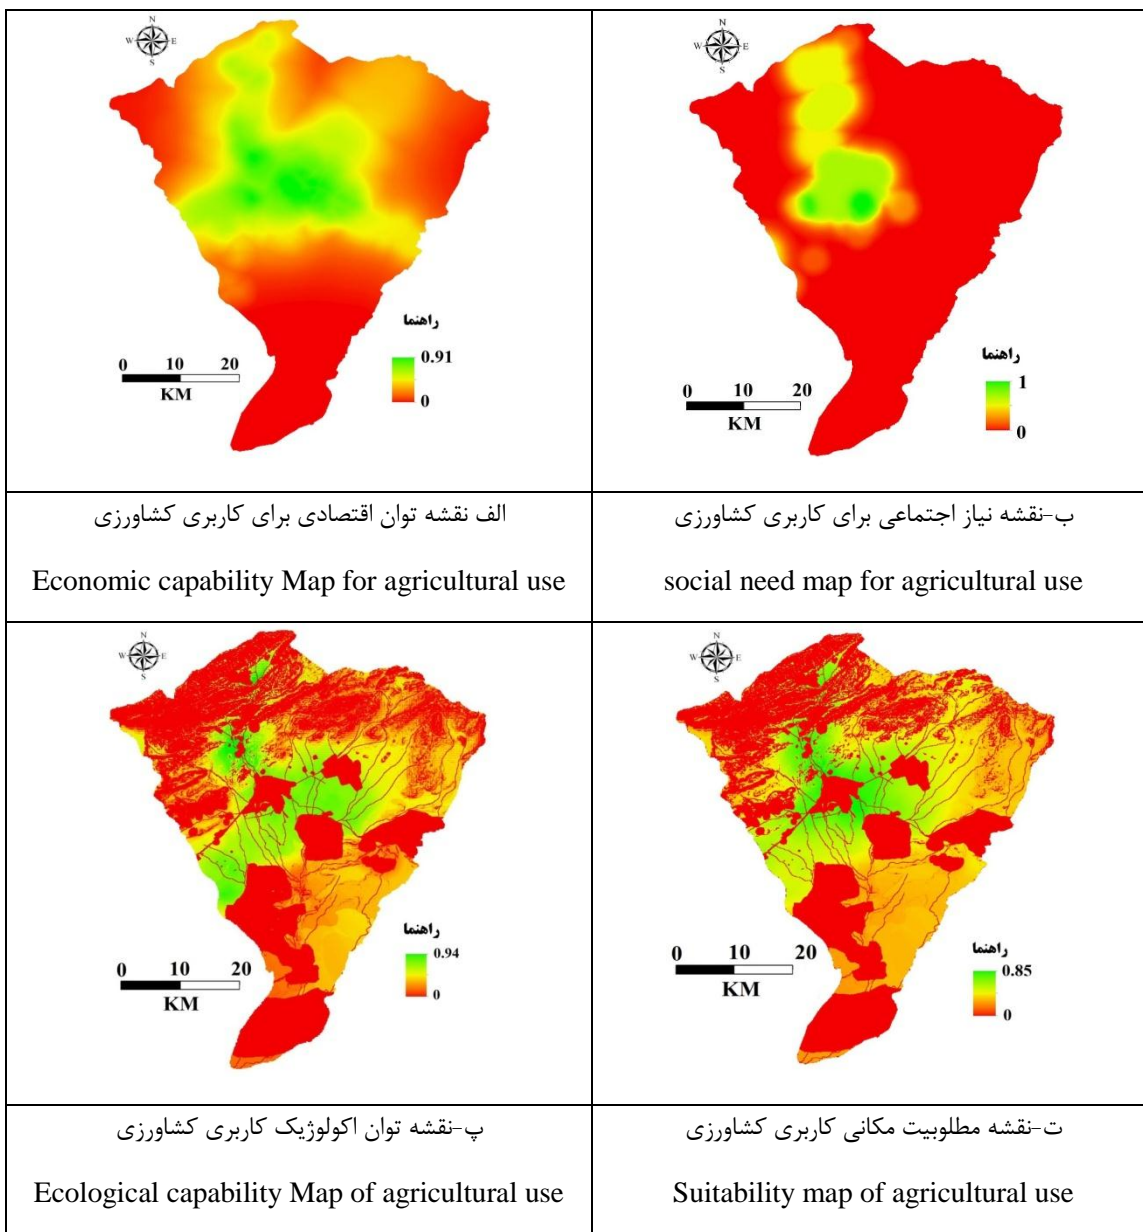 N
W E
S
راهنما
0.91
0
0 10 20
KM
N
W E
S
راهنما
1
0
0 10 20
KM
الف نقشه توان اقتصادی برای کاربری کشاورزی
Economic capability Map for agricultural use
ب-نقشه نیاز اجتماعی برای کاربری کشاورزی
social need map for agricultural use
N
W E
S
راهنما
0.94
0
0 10 20
KM
N
W E
S
راهنما
0.85
0
0 10 20
KM
پ-نقشه توان اکولوژیک کاربری کشاورزی
Ecological capability Map of agricultural use
ت-نقشه مطلوبیت مکانی کاربری کشاورزی
Suitability map of agricultural use